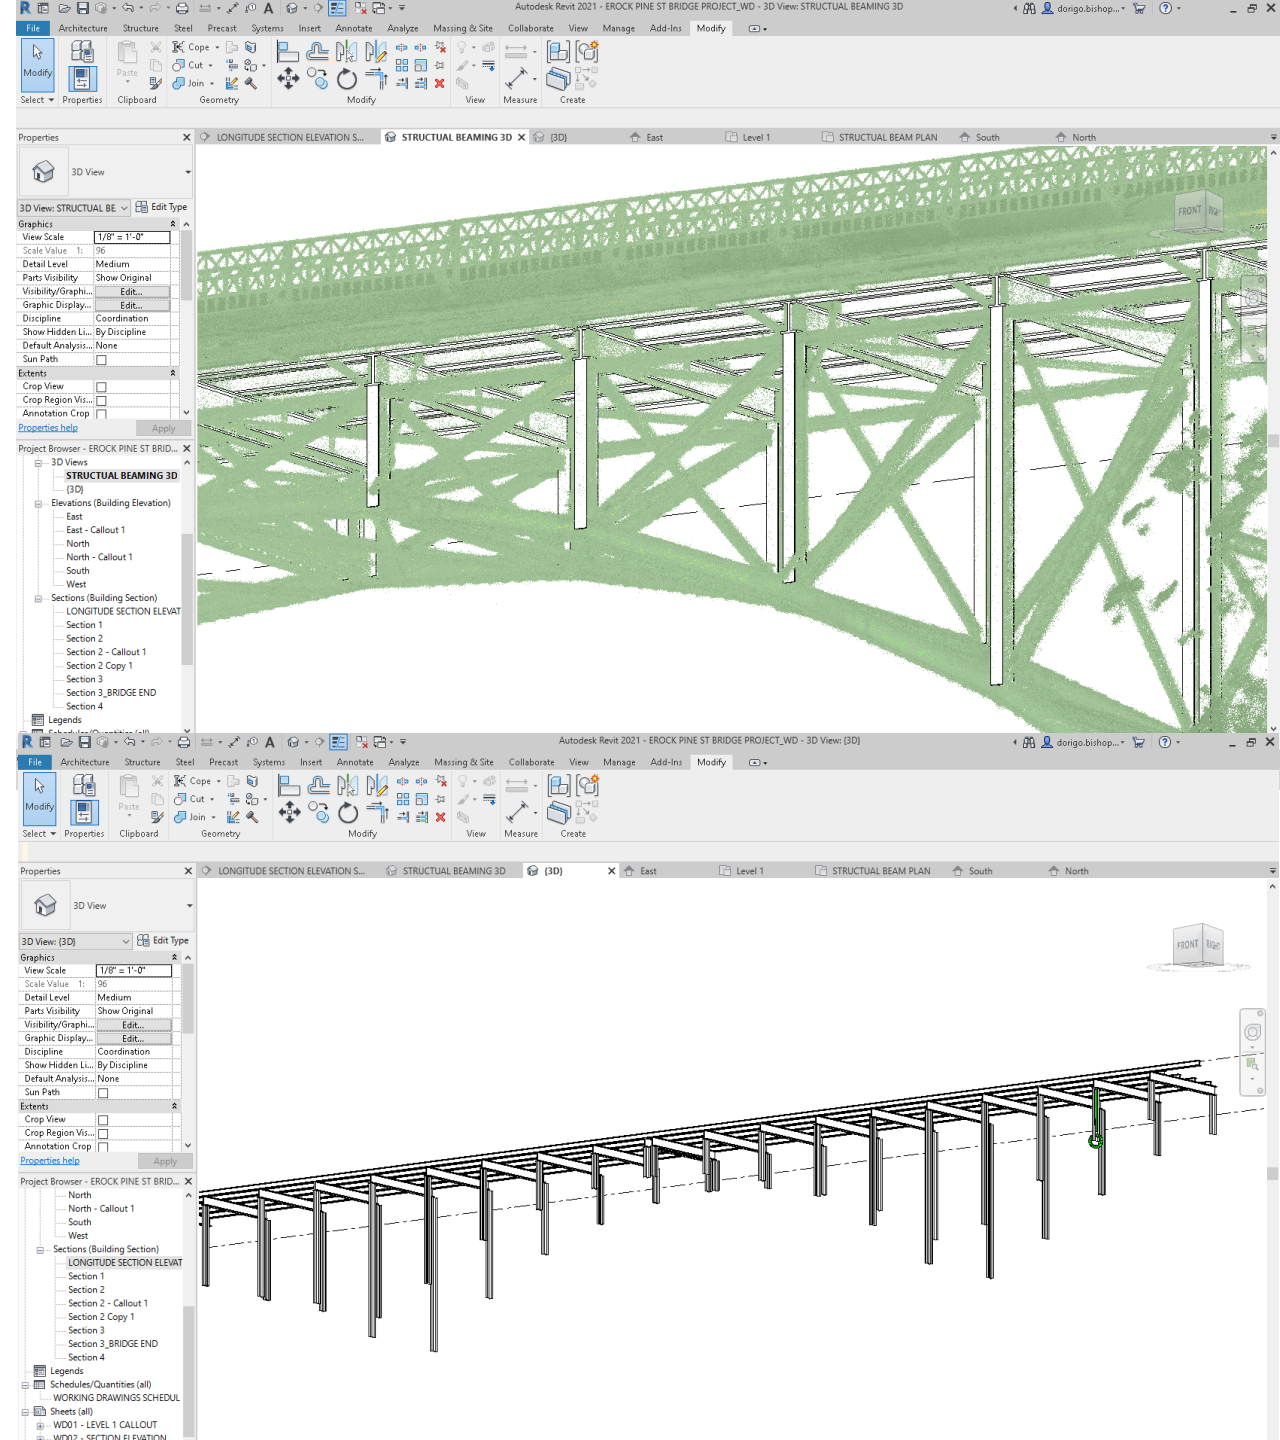 Autodesk Revit 2021 - EROCK PINE ST BRIDGE PROJECT_WD - 3D View: STRUCTUAL BEAMING 3D
dorigo.bishop...
File Architecture Structure Steel Precast Systems Insert Annotate Analyze Massing & Site Collaborate View Manage Add-Ins Modify
Modify
Paste
Cope
Cut
Join
Select Properties Clipboard Geometry Modify View Measure Create
Properties
LONGITUDE SECTION ELEVATION S... STRUCTUAL BEAMING 3D {3D} East Level 1 STRUCTUAL BEAM PLAN South North
3D View
FRONT
3D View: STRUCTUAL BE Edit Type
Graphics
View Scale 1/8" = 1'-0"
Scale Value 1: 96
Detail Level Medium
Parts Visibility Show Original
Visibility/Graphi... Edit...
Graphic Display... Edit...
Discipline Coordination
Show Hidden Li... By Discipline
Default Analysis... None
Sun Path
Extents
Crop View
Crop Region Vis...
Annotation Crop
Properties help Apply
Project Browser - EROCK PINE ST BRID...
3D Views
STRUCTUAL BEAMING 3D
{3D}
Elevations (Building Elevation)
East
East - Callout 1
North
North - Callout 1
South
West
Sections (Building Section)
LONGITUDE SECTION ELEVAT
Section 1
Section 2
Section 2 - Callout 1
Section 2 Copy 1
Section 3
Section 3_BRIDGE END
Section 4
Legends
Autodesk Revit 2021 - EROCK PINE ST BRIDGE PROJECT_WD - 3D View: {3D}
dorigo.bishop...
File Architecture Structure Steel Precast Systems Insert Annotate Analyze Massing & Site Collaborate View Manage Add-Ins Modify
Modify
Paste
Cope
Cut
Join
Select Properties Clipboard Geometry Modify View Measure Create
Properties
LONGITUDE SECTION ELEVATION S... STRUCTUAL BEAMING 3D {3D} East Level 1 STRUCTUAL BEAM PLAN South North
3D View
FRONT RIGHT
3D View: {3D} Edit Type
Graphics
View Scale 1/8" = 1'-0"
Scale Value 1: 96
Detail Level Medium
Parts Visibility Show Original
Visibility/Graphi... Edit...
Graphic Display... Edit...
Discipline Coordination
Show Hidden Li... By Discipline
Default Analysis... None
Sun Path
Extents
Crop View
Crop Region Vis...
Annotation Crop
Properties help Apply
Project Browser - EROCK PINE ST BRID...
North
North - Callout 1
South
West
Sections (Building Section)
LONGITUDE SECTION ELEVAT
Section 1
Section 2
Section 2 - Callout 1
Section 2 Copy 1
Section 3
Section 3_BRIDGE END
Section 4
Legends
Schedules/Quantities (all)
WORKING DRAWINGS SCHEDUL
Sheets (all)
WD01 - LEVEL 1 CALLOUT
WD02 - SECTION ELEVATION